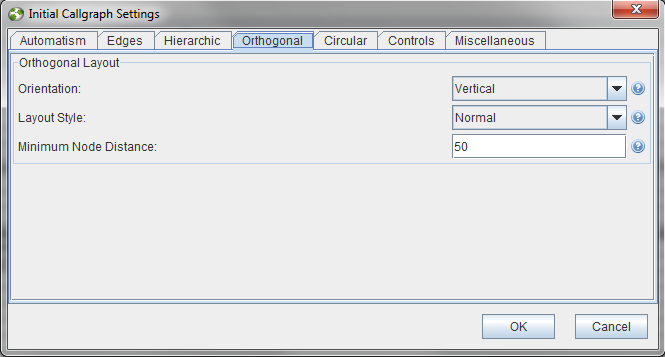 Initial Callgraph Settings
Automatism Edges Hierarchic Orthogonal Circular Controls Miscellaneous
Orthogonal Layout
Orientation: Vertical
Layout Style: Normal
Minimum Node Distance: 50
OK Cancel